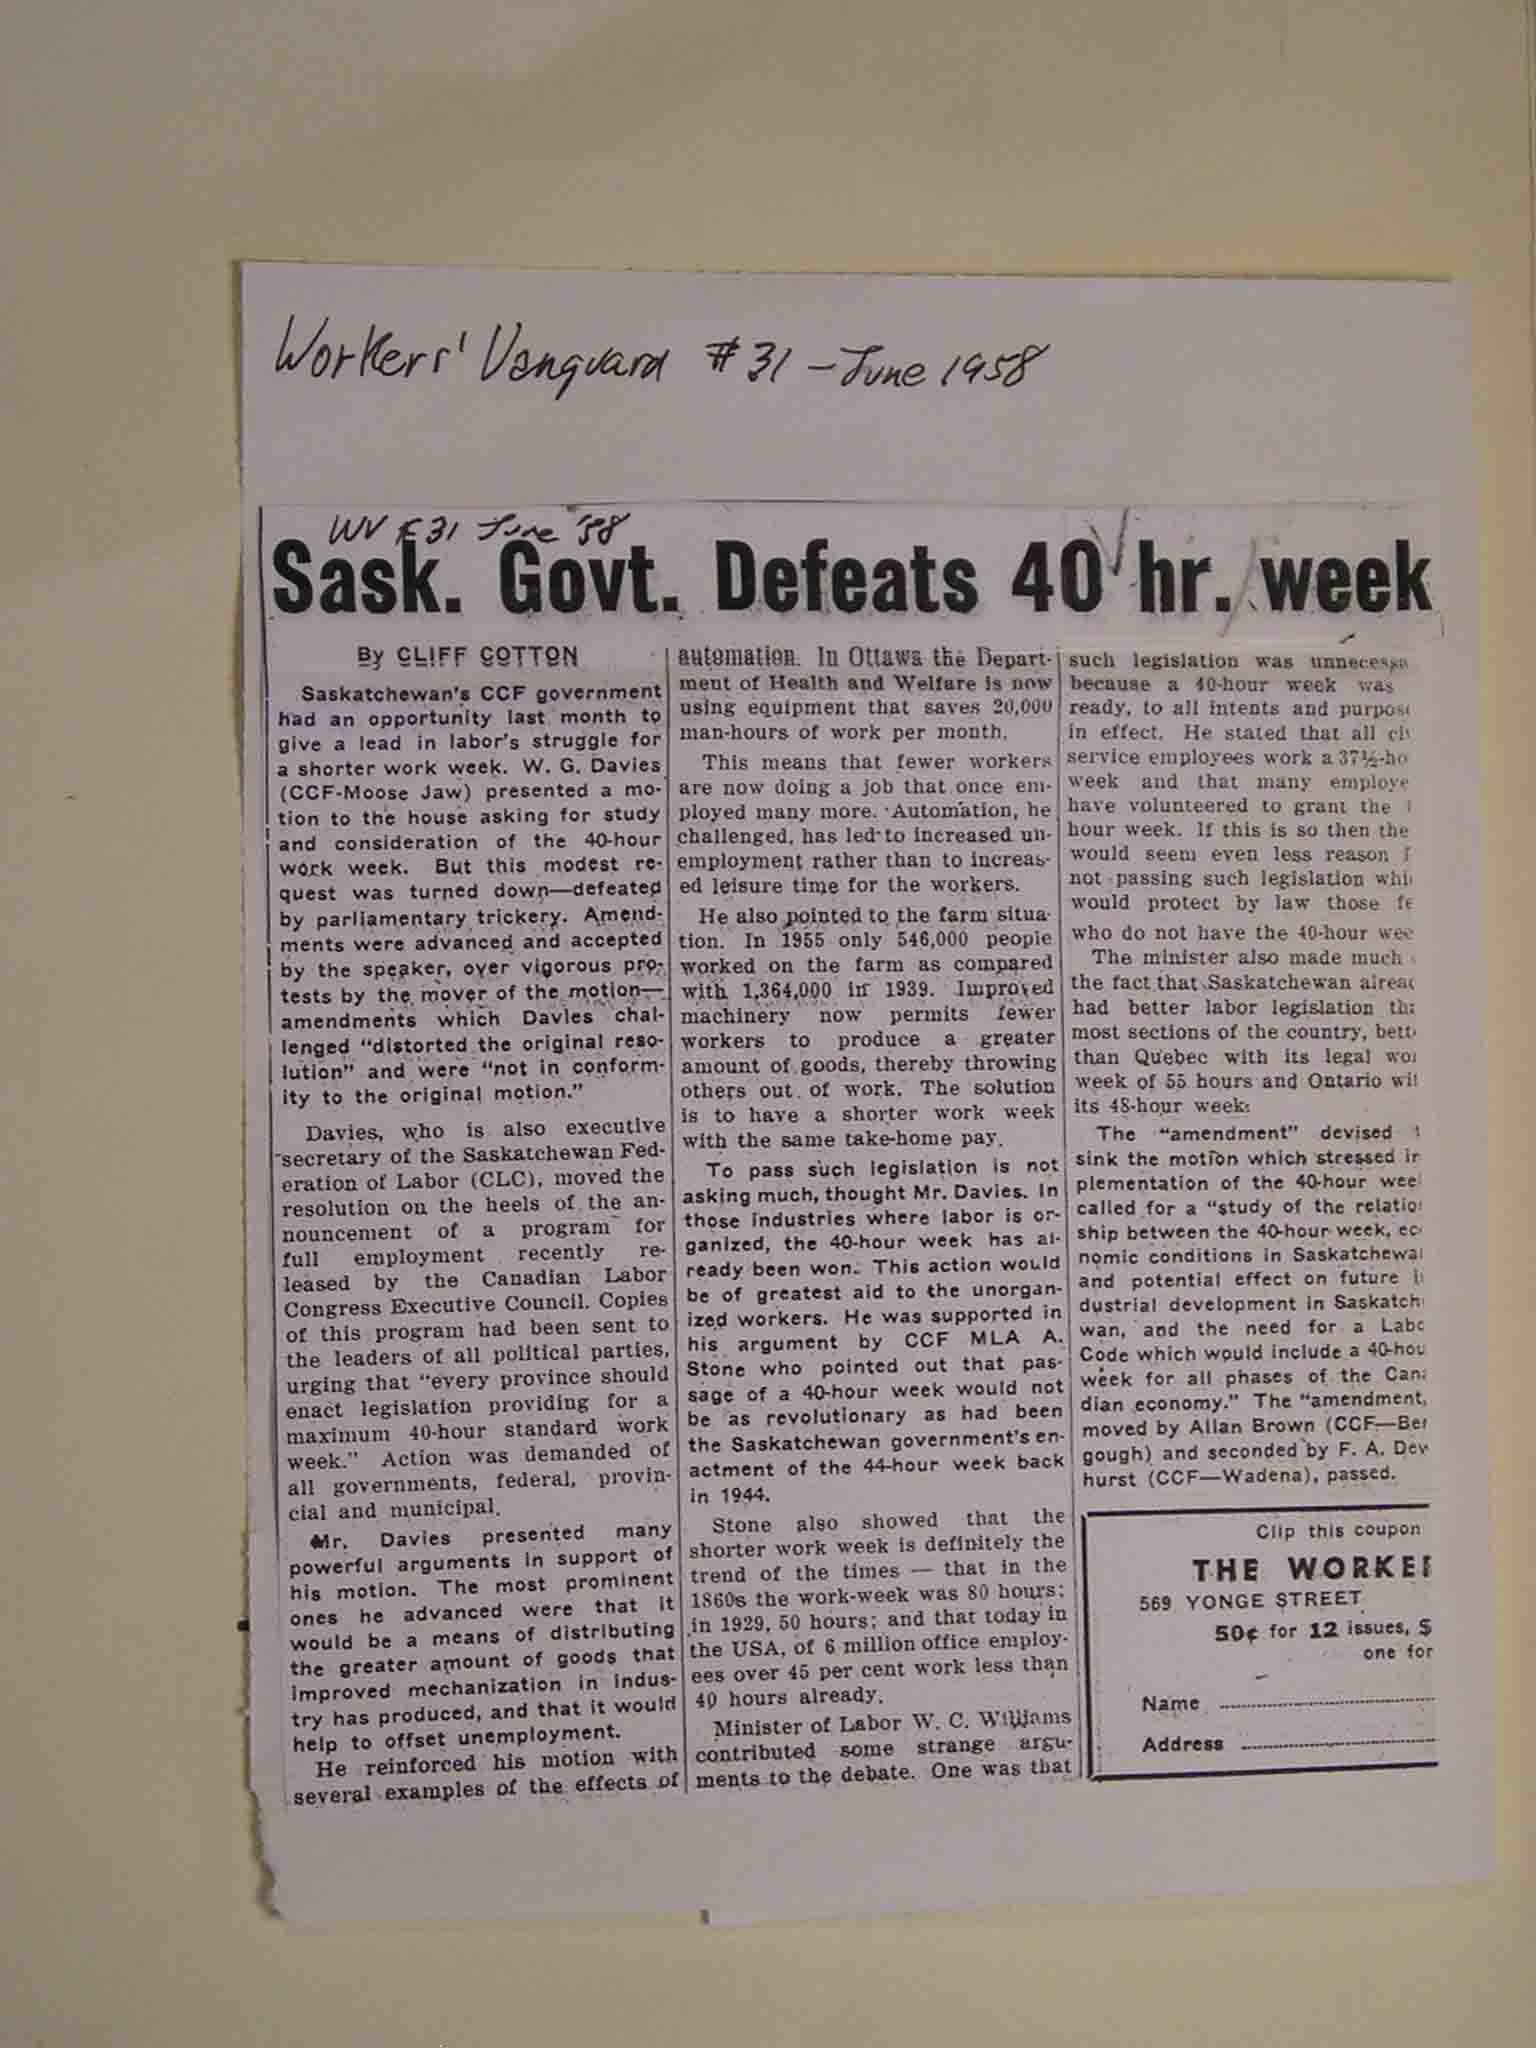 Workers' Vanguard #31 - June 1958
WV #31 June '58
Sask. Govt. Defeats 40 hr. week
By CLIFF COTTON
Saskatchewan's CCF government
had an opportunity last month to
give a lead in labor's struggle for
a shorter work week. W. G. Davies
(CCF-Moose Jaw) presented a mo-
tion to the house asking for study
and consideration of the 40-hour
work week. But this modest re-
quest was turned down—defeated
by parliamentary trickery. Amend-
ments were advanced and accepted
by the speaker, over vigorous pro-
tests by the mover of the motion—
amendments which Davies chal-
lenged "distorted the original reso-
lution" and were "not in conform-
ity to the original motion."
Davies, who is also executive
secretary of the Saskatchewan Fed-
eration of Labor (CLC), moved the
resolution on the heels of the an-
nouncement of a program for
full employment recently re-
leased by the Canadian Labor
Congress Executive Council. Copies
of this program had been sent to
the leaders of all political parties,
urging that "every province should
enact legislation providing for a
maximum 40-hour standard work
week." Action was demanded of
all governments, federal, provin-
cial and municipal.
Mr. Davies presented many
powerful arguments in support of
his motion. The most prominent
ones he advanced were that it
would be a means of distributing
the greater amount of goods that
improved mechanization in indus-
try has produced, and that it would
help to offset unemployment.
He reinforced his motion with
several examples of the effects of
automation. In Ottawa the Depart-
ment of Health and Welfare is now
using equipment that saves 20,000
man-hours of work per month.
This means that fewer workers
are now doing a job that once em-
ployed many more. Automation, he
challenged, has led to increased un-
employment rather than to increas-
ed leisure time for the workers.
He also pointed to the farm situa-
tion. In 1955 only 546,000 people
worked on the farm as compared
with 1,364,000 in 1939. Improved
machinery now permits fewer
workers to produce a greater
amount of goods, thereby throwing
others out of work. The solution
is to have a shorter work week
with the same take-home pay.
To pass such legislation is not
asking much, thought Mr. Davies. In
those industries where labor is or-
ganized, the 40-hour week has al-
ready been won. This action would
be of greatest aid to the unorgan-
ized workers. He was supported in
his argument by CCF MLA A.
Stone who pointed out that pas-
sage of a 40-hour week would not
be as revolutionary as had been
the Saskatchewan government's en-
actment of the 44-hour week back
in 1944.
Stone also showed that the
shorter work week is definitely the
trend of the times — that in the
1860s the work-week was 80 hours;
in 1929, 50 hours; and that today in
the USA, of 6 million office employ-
ees over 45 per cent work less than
40 hours already.
Minister of Labor W. C. Williams
contributed some strange argu-
ments to the debate. One was that
such legislation was unnecessa
because a 40-hour week was
ready, to all intents and purpos
in effect. He stated that all ci
service employees work a 37½-ho
week and that many employe
have volunteered to grant the
hour week. If this is so then the
would seem even less reason f
not passing such legislation whi
would protect by law those fe
who do not have the 40-hour wee
The minister also made much
the fact that Saskatchewan alrea
had better labor legislation tha
most sections of the country, bett
than Quebec with its legal wor
week of 55 hours and Ontario wit
its 48-hour week.
The "amendment" devised t
sink the motion which stressed im
plementation of the 40-hour wee
called for a "study of the relatio
ship between the 40-hour week, eco
nomic conditions in Saskatchewa
and potential effect on future i
dustrial development in Saskatch
wan, and the need for a Labo
Code which would include a 40-hou
week for all phases of the Cana
dian economy." The "amendment,
moved by Allan Brown (CCF—Ben
gough) and seconded by F. A. Dew
hurst (CCF—Wadena), passed.
Clip this coupon
THE WORKE
569 YONGE STREET
50¢ for 12 issues, $
one for
Name
Address